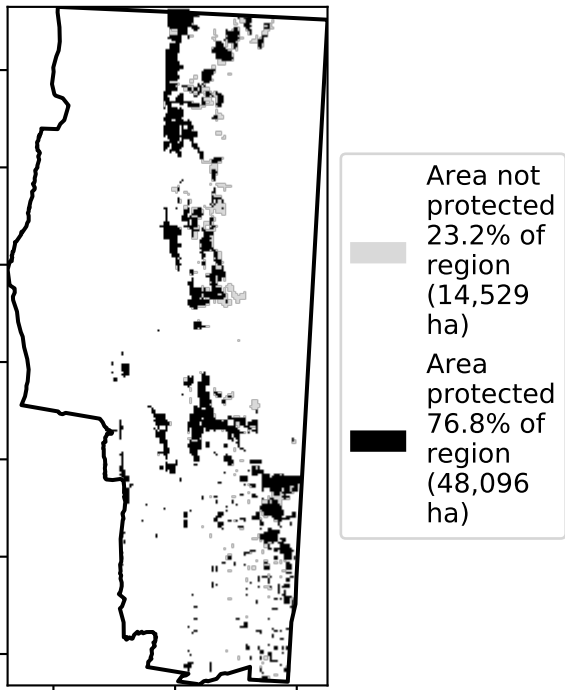 Area not
protected
23.2% of
region
(14,529
ha)
Area
protected
76.8% of
region
(48,096
ha)